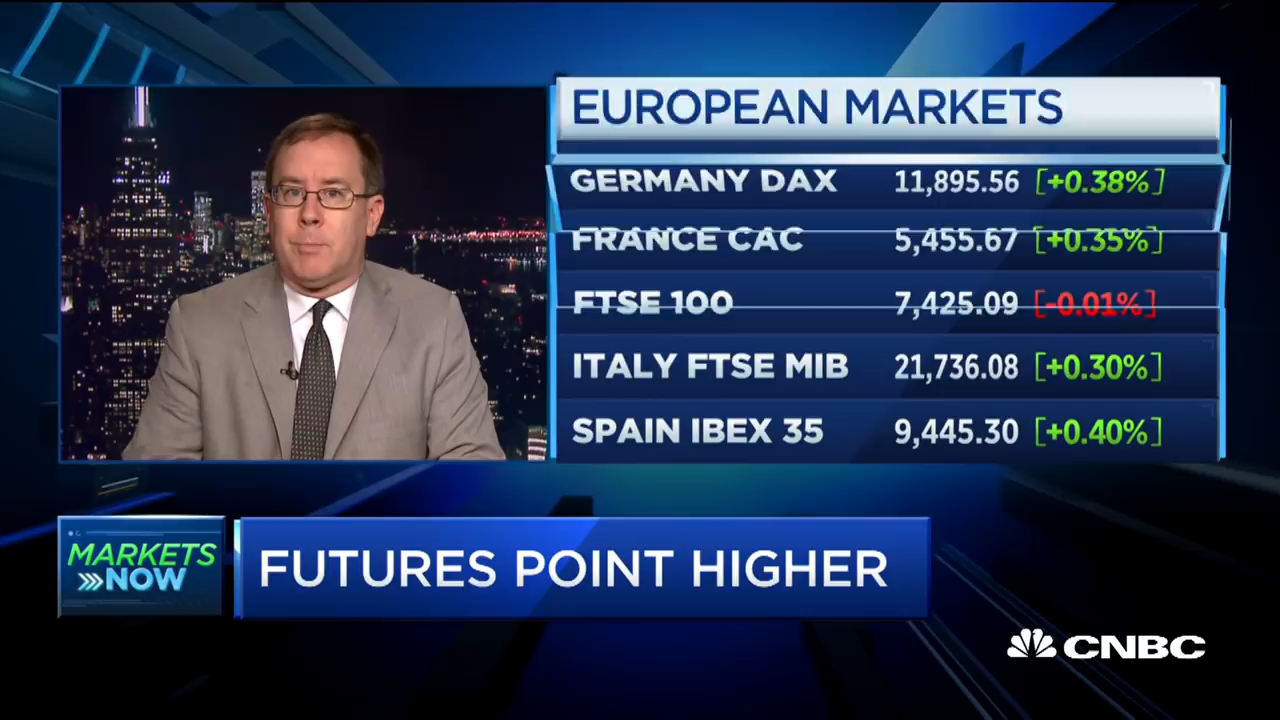 EUROPEAN MARKETS
GERMANY DAX 11,895.56 [+0.38%]
FRANCE CAC 5,455.67 [+0.35%]
FTSE 100 7,425.09 [-0.01%]
ITALY FTSE MIB 21,736.08 [+0.30%]
SPAIN IBEX 35 9,445.30 [+0.40%]
MARKETS
NOW
FUTURES POINT HIGHER
CNBC